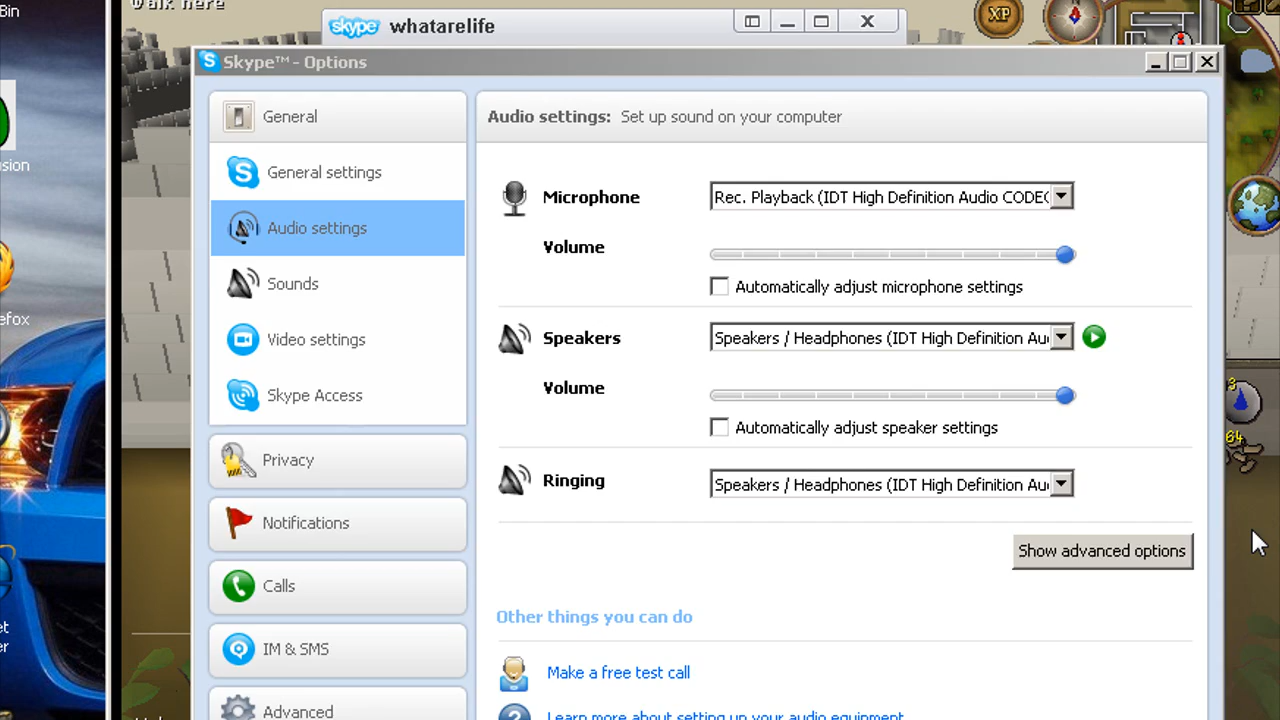 Bin
Walk here
skype whatarelife
XP
Skype™ - Options
General
Audio settings: Set up sound on your computer
General settings
Audio settings
Sounds
Video settings
Skype Access
Privacy
Notifications
Calls
IM & SMS
Advanced
Microphone
Rec. Playback (IDT High Definition Audio CODEC
Volume
Automatically adjust microphone settings
Speakers
Speakers / Headphones (IDT High Definition Au
Volume
Automatically adjust speaker settings
Ringing
Speakers / Headphones (IDT High Definition Au
Show advanced options
Other things you can do
Make a free test call
Learn more about setting up your audio equipment
usion
efox
et
er
3
64